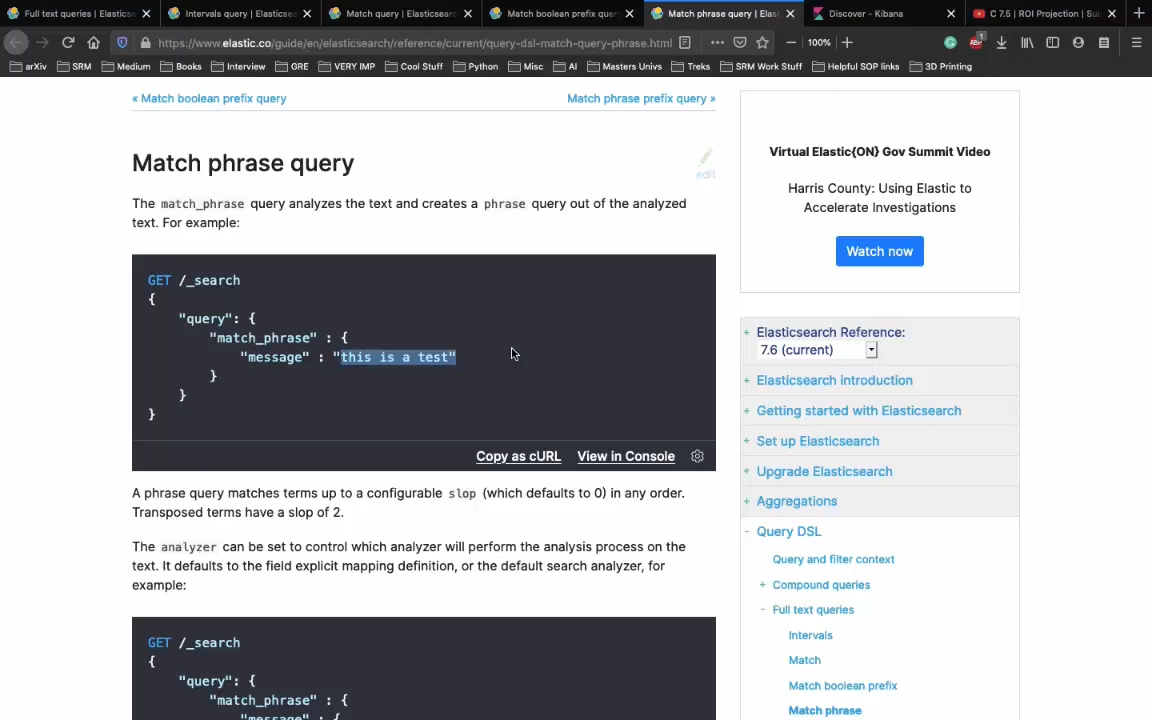 Full text queries | Elasticse
Intervals query | Elasticsea
Match query | Elasticsearch
Match boolean prefix query
Match phrase query | Elast
Discover - Kibana
C 7.5 | ROI Projection | Sub
https://www.elastic.co/guide/en/elasticsearch/reference/current/query-dsl-match-query-phrase.html
100%
1
arXiv SRM Medium Books Interview GRE VERY IMP Cool Stuff Python Misc AI Masters Univs Treks SRM Work Stuff Helpful SOP links 3D Printing
« Match boolean prefix query
Match phrase prefix query »
Match phrase query
edit
The match_phrase query analyzes the text and creates a phrase query out of the analyzed
text. For example:
GET /_search
{
"query": {
"match_phrase" : {
"message" : "this is a test"
}
}
}
Copy as cURL View in Console
A phrase query matches terms up to a configurable slop (which defaults to 0) in any order.
Transposed terms have a slop of 2.
The analyzer can be set to control which analyzer will perform the analysis process on the
text. It defaults to the field explicit mapping definition, or the default search analyzer, for
example:
GET /_search
{
"query": {
"match_phrase" : {
"message" : {
Virtual Elastic{ON} Gov Summit Video
Harris County: Using Elastic to
Accelerate Investigations
Watch now
+ Elasticsearch Reference:
7.6 (current)
+ Elasticsearch introduction
+ Getting started with Elasticsearch
+ Set up Elasticsearch
+ Upgrade Elasticsearch
+ Aggregations
- Query DSL
Query and filter context
+ Compound queries
- Full text queries
Intervals
Match
Match boolean prefix
Match phrase